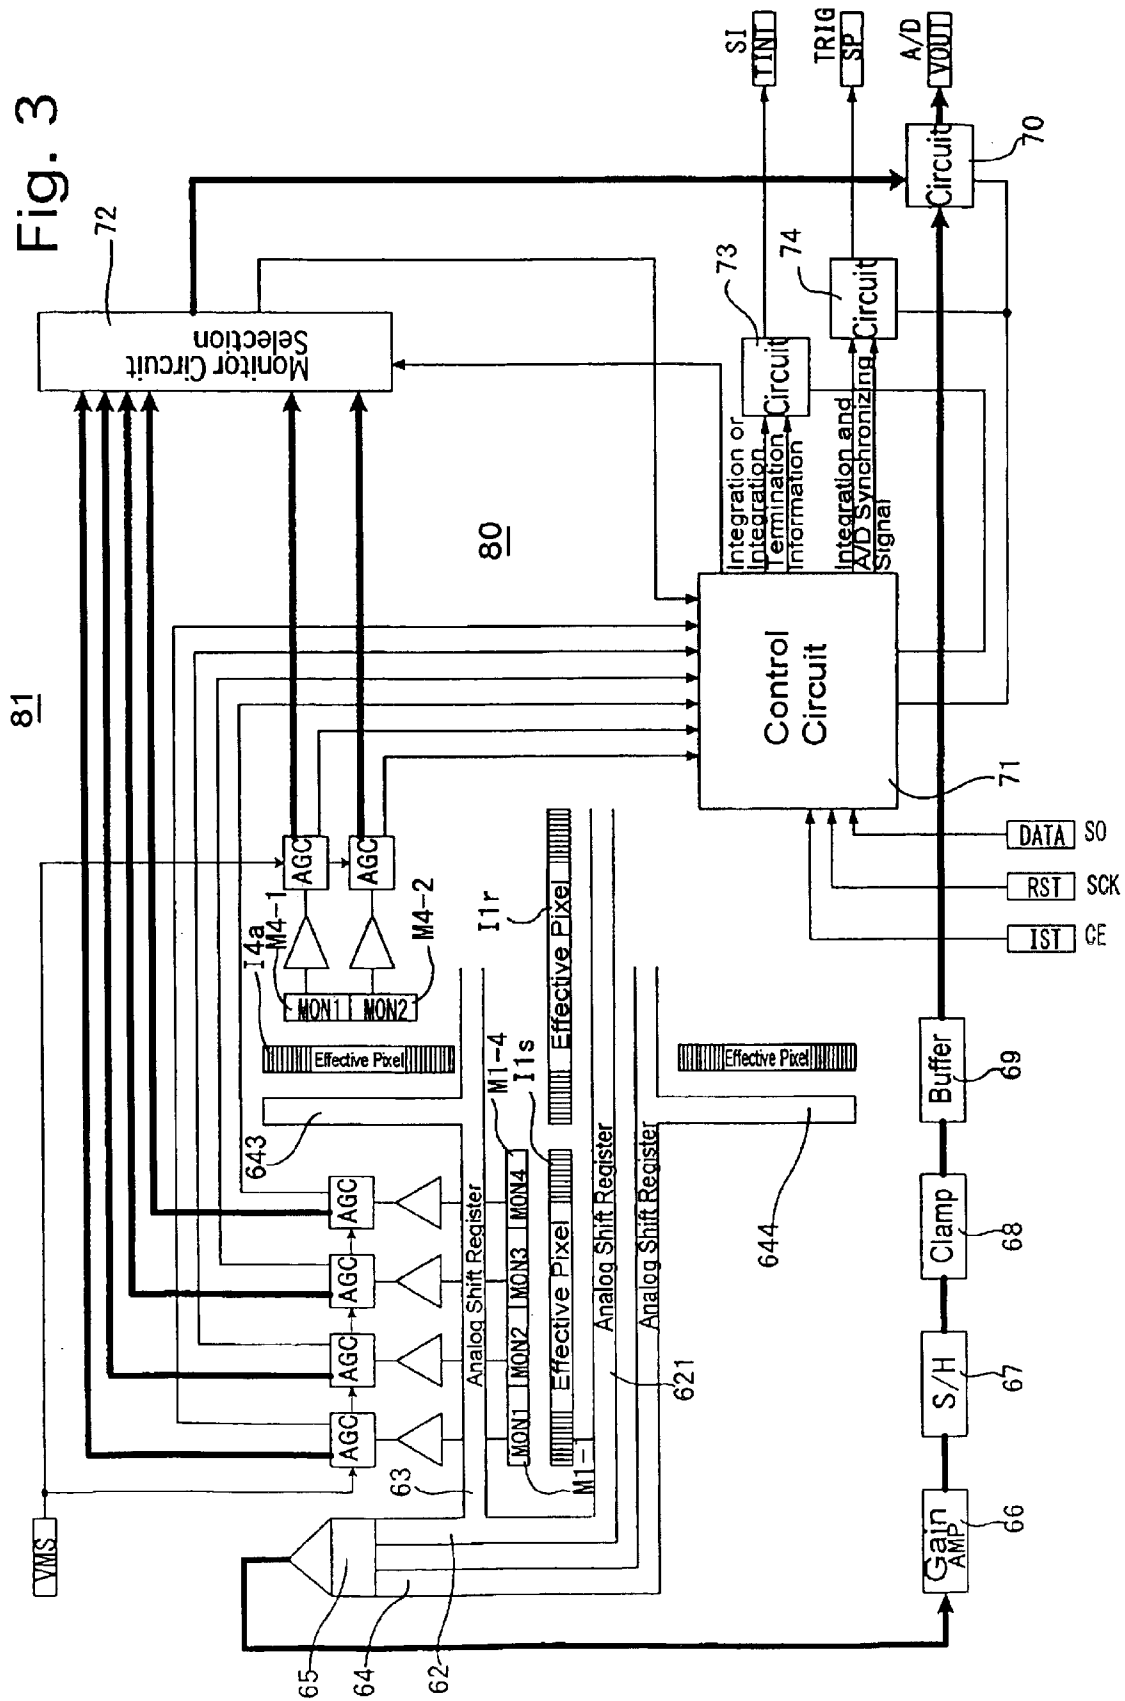 Fig. 3
81
80
VMS
72
Monitor Circuit
Selection
AGC
AGC
AGC
AGC
AGC
AGC
I4a
M4-1
MON1
MON2
M4-2
Effective Pixel
643
63
Analog Shift Register
MON1
MON2
MON3
MON4
M1-1
M1-4
I1s
I1r
Effective Pixel
Effective Pixel
Analog Shift Register
Analog Shift Register
621
Effective Pixel
644
65
64
62
Control
Circuit
71
Integration or
Integration
Termination
Information
Circuit
73
Integration and
A/D Synchronizing
Signal
Circuit
74
SI
TINT
TRIG
SP
A/D
VOUT
Circuit
70
IST
CE
RST
SCK
DATA
SO
Gain
AMP
66
S/H
67
Clamp
68
Buffer
69